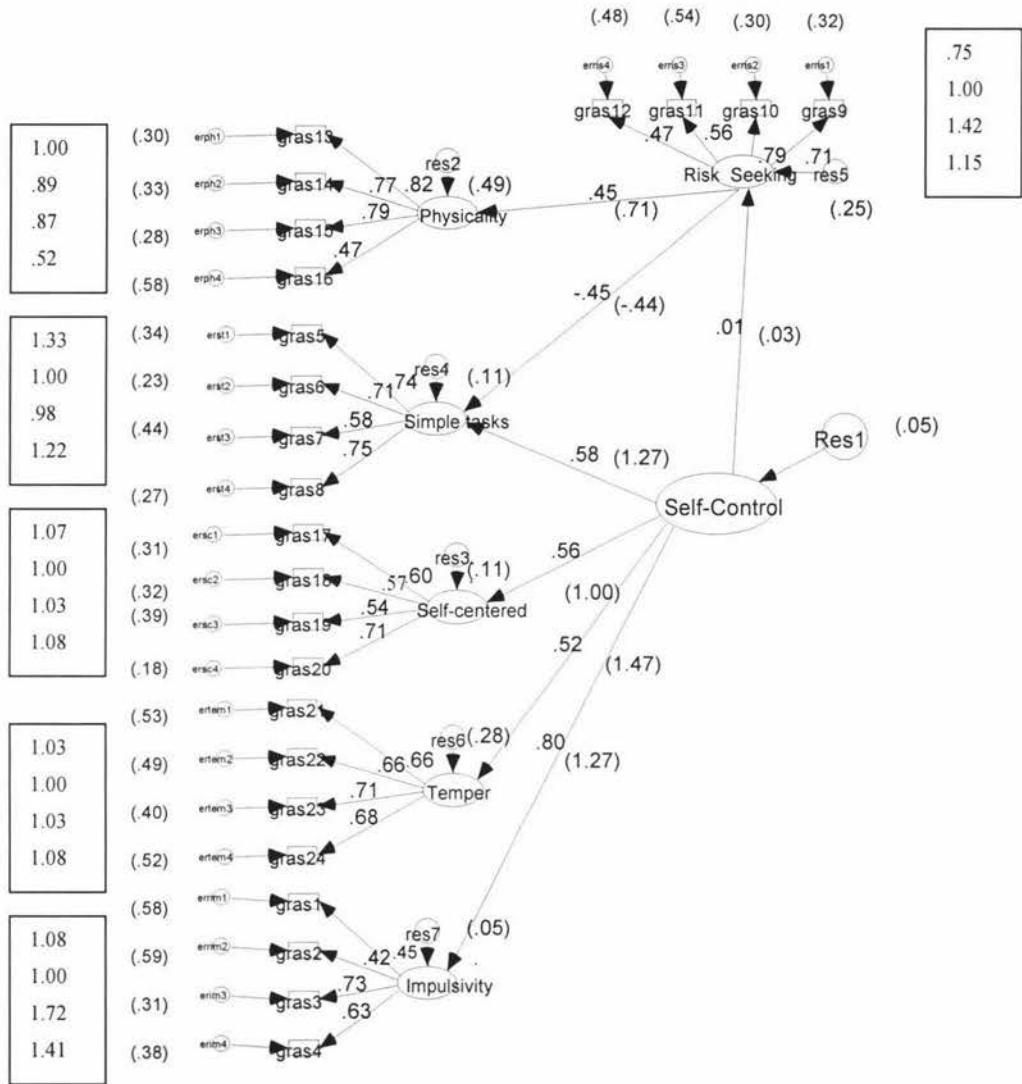 (.48) (.54) (.30) (.32)
erris4 erris3 erris2 erris1
gras12 gras11 gras10 gras9
.47 .56 .79 .71
Risk Seeking res5
(.25)
.75
1.00
1.42
1.15
1.00
.89
.87
.52
(.30) erph1 gras13
(.33) erph2 gras14
(.28) erph3 gras15
(.58) erph4 gras16
.77 .82
.79
.47
res2
(.49)
Physicality
.45
(.71)
1.33
1.00
.98
1.22
(.34) erst1 gras5
(.23) erst2 gras6
(.44) erst3 gras7
(.27) erst4 gras8
.71 .74
.58
.75
res4
(.11)
Simple tasks
-.45
(-.44)
.01
(.03)
Res1
(.05)
Self-Control
.58
(1.27)
1.07
1.00
1.03
1.08
(.31) ersc1 gras17
(.32) ersc2 gras18
(.39) ersc3 gras19
(.18) ersc4 gras20
.57 .60
.54
.71
res3
(.11)
Self-centered
.56
(1.00)
1.03
1.00
1.03
1.08
(.53) ertem1 gras21
(.49) ertem2 gras22
(.40) ertem3 gras23
(.52) ertem4 gras24
.66 .66
.71
.68
res6
(.28)
Temper
.52
(1.47)
1.08
1.00
1.72
1.41
(.58) erim1 gras1
(.59) erim2 gras2
(.31) erim3 gras3
(.38) erim4 gras4
.42 .45
.73
.63
res7
(.05)
Impulsivity
.80
(1.27)